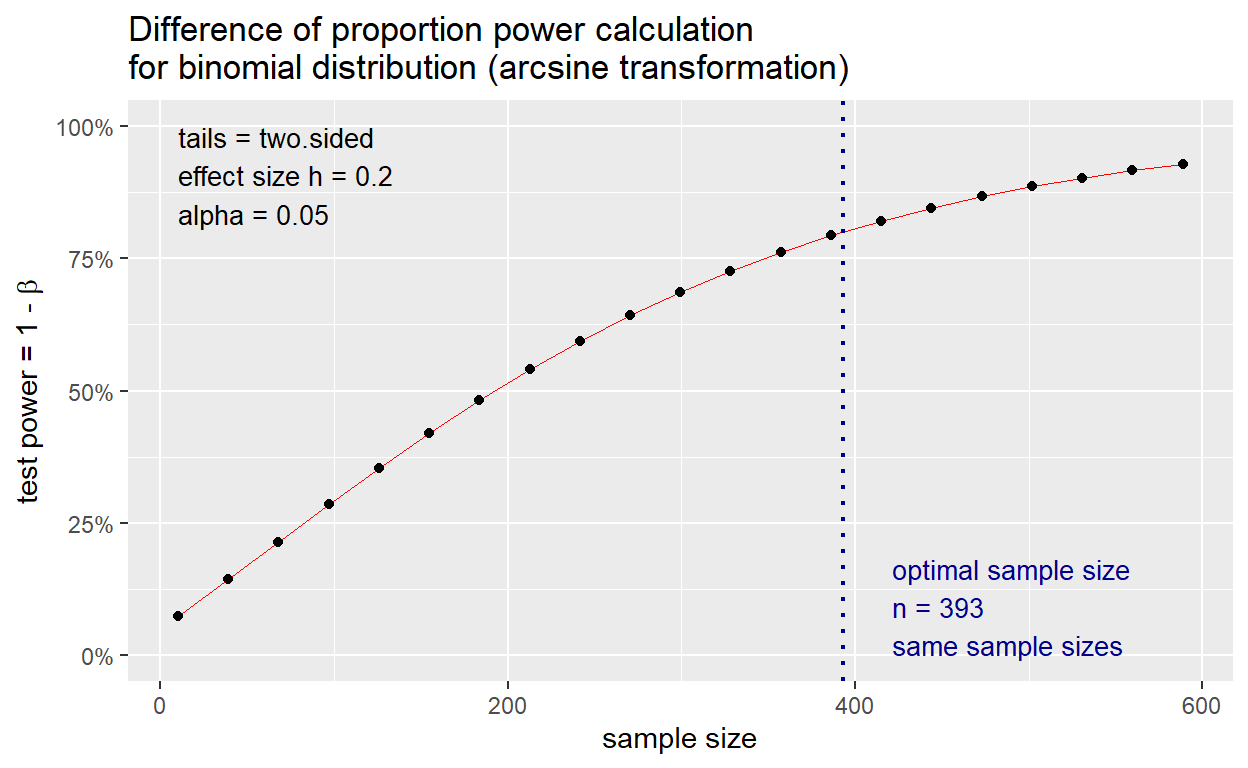 Difference of proportion power calculation
for binomial distribution (arcsine transformation)
tails = two.sided
effect size h = 0.2
alpha = 0.05
100%
75%
50%
25%
0%
test power = 1 - β
optimal sample size
n = 393
same sample sizes
0
200
400
600
sample size